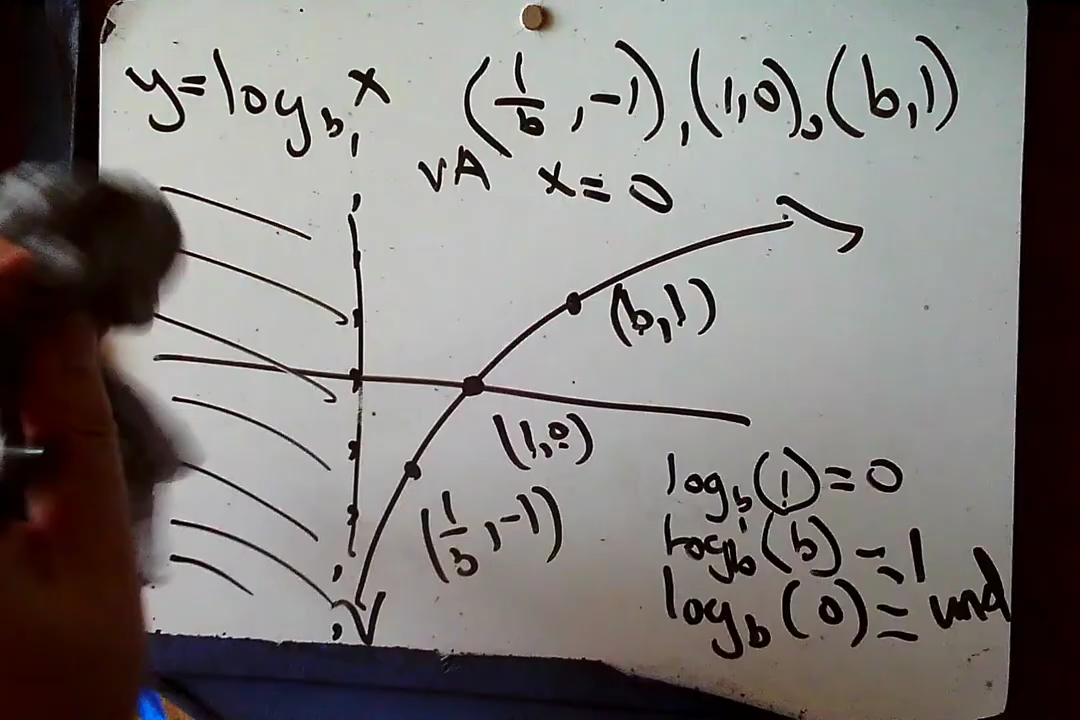 y=log_b x (1/b, -1), (1,0), (b,1)
VA x=0
(b,1)
(1,0)
(1/b, -1)
log_b(1)=0
log_b(b)=1
log_b(0)=und